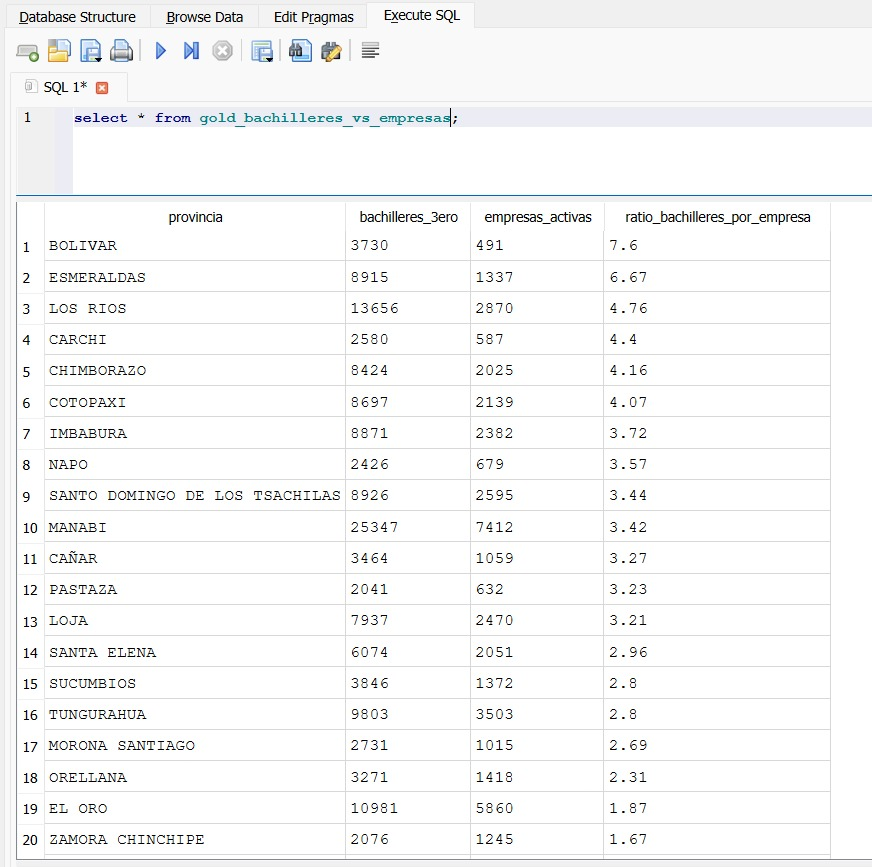 Database Structure Browse Data Edit Pragmas Execute SQL
SQL 1*
1 select * from gold_bachilleres_vs_empresas;
provincia bachilleres_3ero empresas_activas ratio_bachilleres_por_empresa
1 BOLIVAR 3730 491 7.6
2 ESMERALDAS 8915 1337 6.67
3 LOS RIOS 13656 2870 4.76
4 CARCHI 2580 587 4.4
5 CHIMBORAZO 8424 2025 4.16
6 COTOPAXI 8697 2139 4.07
7 IMBABURA 8871 2382 3.72
8 NAPO 2426 679 3.57
9 SANTO DOMINGO DE LOS TSACHILAS 8926 2595 3.44
10 MANABI 25347 7412 3.42
11 CAÑAR 3464 1059 3.27
12 PASTAZA 2041 632 3.23
13 LOJA 7937 2470 3.21
14 SANTA ELENA 6074 2051 2.96
15 SUCUMBIOS 3846 1372 2.8
16 TUNGURAHUA 9803 3503 2.8
17 MORONA SANTIAGO 2731 1015 2.69
18 ORELLANA 3271 1418 2.31
19 EL ORO 10981 5860 1.87
20 ZAMORA CHINCHIPE 2076 1245 1.67